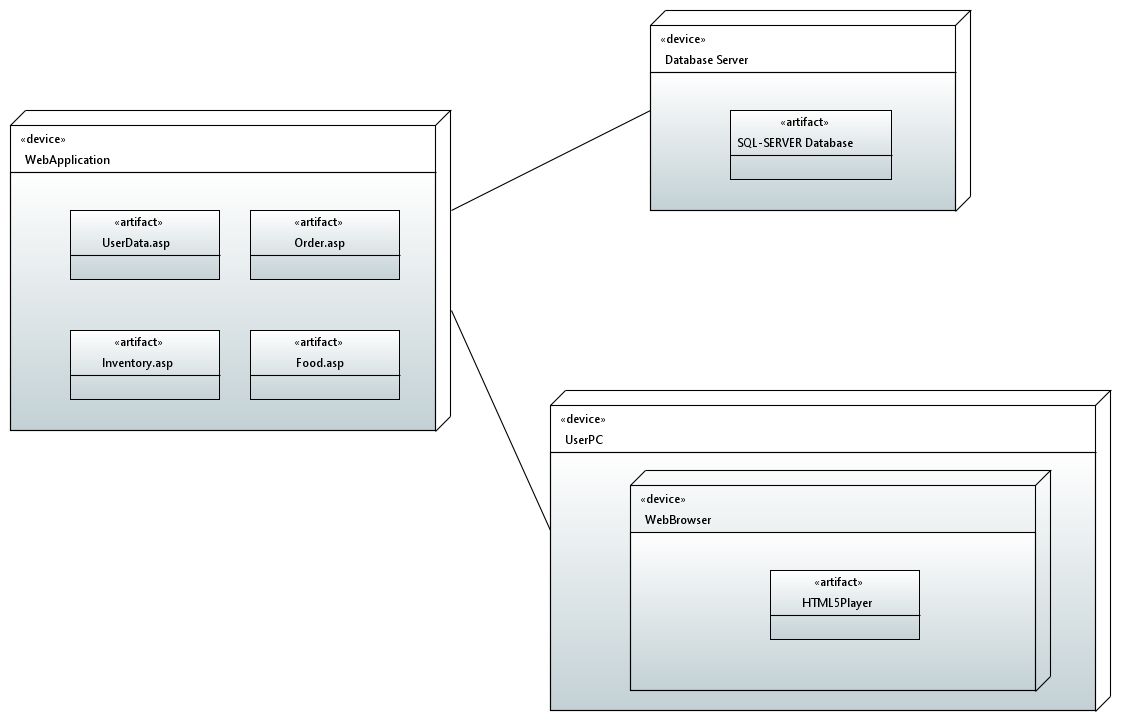 «device»
WebApplication
«artifact»
UserData.asp
«artifact»
Order.asp
«artifact»
Inventory.asp
«artifact»
Food.asp
«device»
Database Server
«artifact»
SQL-SERVER Database
«device»
UserPC
«device»
WebBrowser
«artifact»
HTML5Player